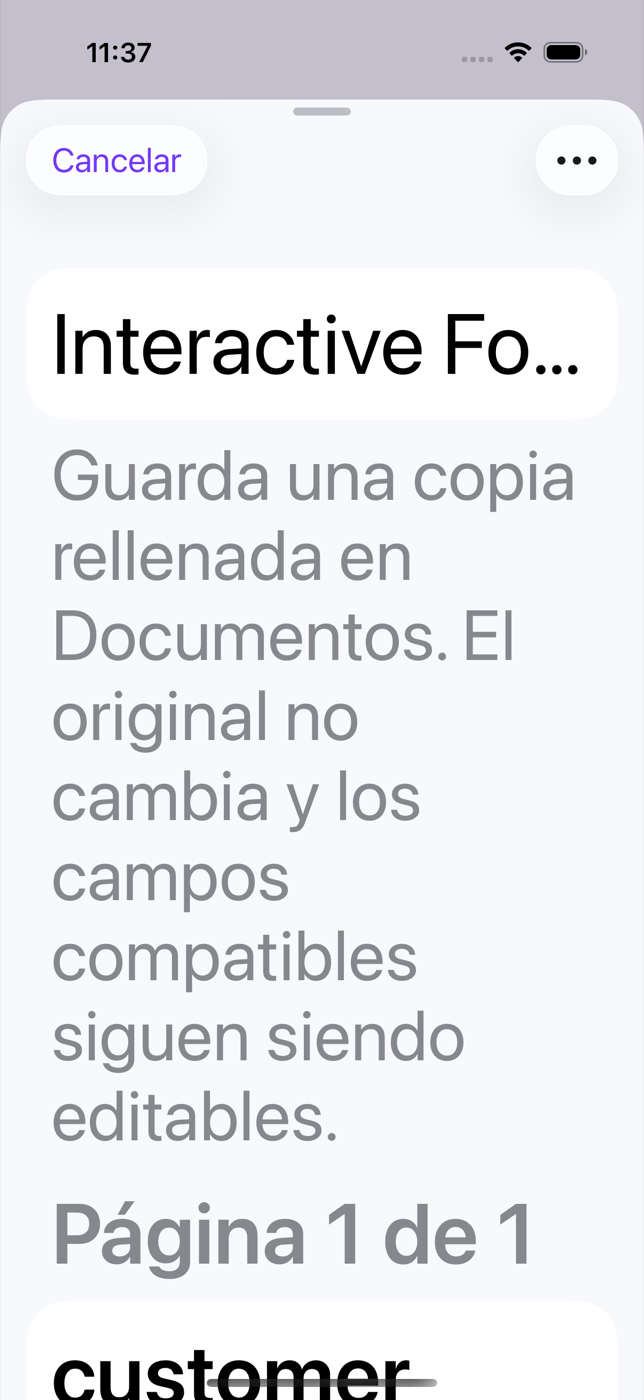 11:37
Cancelar
Interactive Fo...
Guarda una copia
rellenada en
Documentos. El
original no
cambia y los
campos
compatibles
siguen siendo
editables.
Página 1 de 1
customer